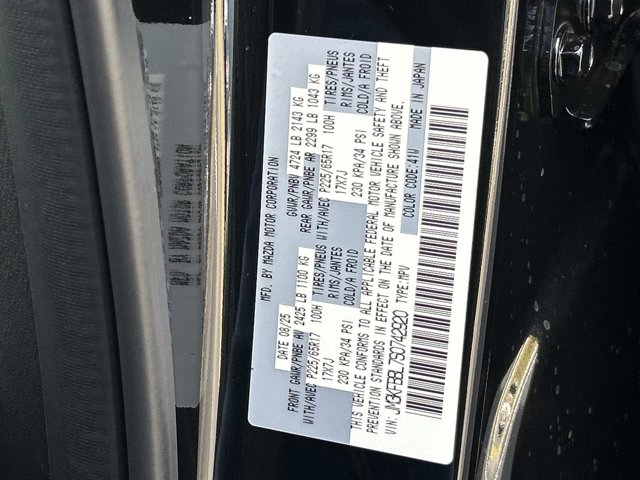 MFD. BY MAZDA MOTOR CORPORATION
DATE 08/25 GVWR/PNBV 4724 LB 2143 KG
FRONT GAWR/PNBE AV 2425 LB 1100 KG REAR GAWR/PNBE AR 2299 LB 1043 KG
WITH/AVEC P225/65R17 100H TIRES/PNEUS WITH/AVEC P225/65R17 100H TIRES/PNEUS
17X7J RIMS/JANTES 17X7J RIMS/JANTES
230 KPA/34 PSI COLD/A FROID 230 KPA/34 PSI COLD/A FROID
THIS VEHICLE CONFORMS TO ALL APPLICABLE FEDERAL MOTOR VEHICLE SAFETY AND THEFT
PREVENTION STANDARDS IN EFFECT ON THE DATE OF MANUFACTURE SHOWN ABOVE.
VIN: JM3KFBBL7S0742920 TYPE:MPV
COLOR CODE:41W MADE IN JAPAN